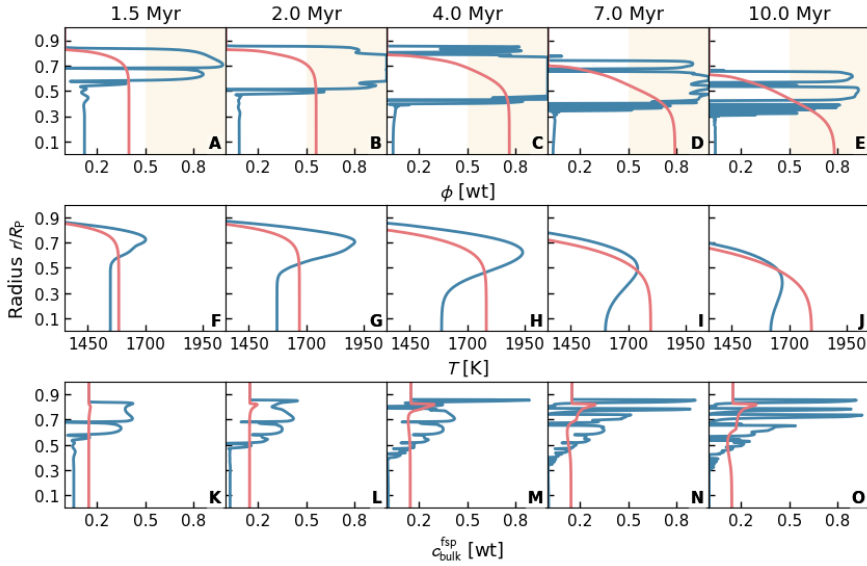 1.5 Myr 2.0 Myr 4.0 Myr 7.0 Myr 10.0 Myr
0.9
0.7
0.5
0.3
0.1
A B C D E
0.2 0.5 0.8 0.2 0.5 0.8 0.2 0.5 0.8 0.2 0.5 0.8 0.2 0.5 0.8
ϕ [wt]
Radius r/R_P
0.9
0.7
0.5
0.3
0.1
F G H I J
1450 1700 1950 1450 1700 1950 1450 1700 1950 1450 1700 1950 1450 1700 1950
T [K]
0.9
0.7
0.5
0.3
0.1
K L M N O
0.2 0.5 0.8 0.2 0.5 0.8 0.2 0.5 0.8 0.2 0.5 0.8 0.2 0.5 0.8
c^fsp_bulk [wt]